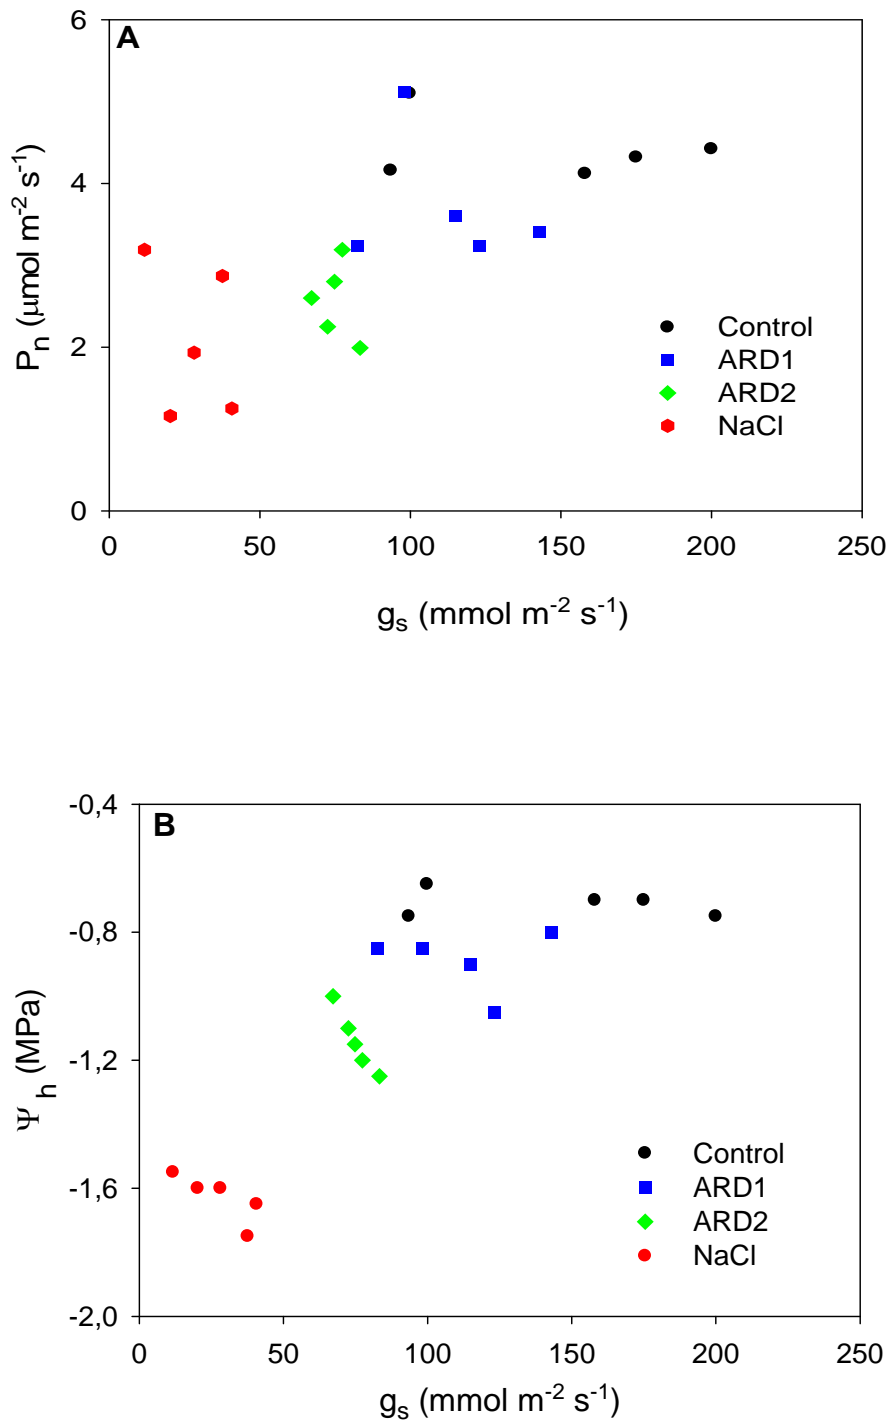 A
6
4
2
0
Pₙ (μmol m⁻² s⁻¹)
Control
ARD1
ARD2
NaCl
0 50 100 150 200 250
gₛ (mmol m⁻² s⁻¹)
B
-0,4
-0,8
-1,2
-1,6
-2,0
Ψₕ (MPa)
Control
ARD1
ARD2
NaCl
0 50 100 150 200 250
gₛ (mmol m⁻² s⁻¹)